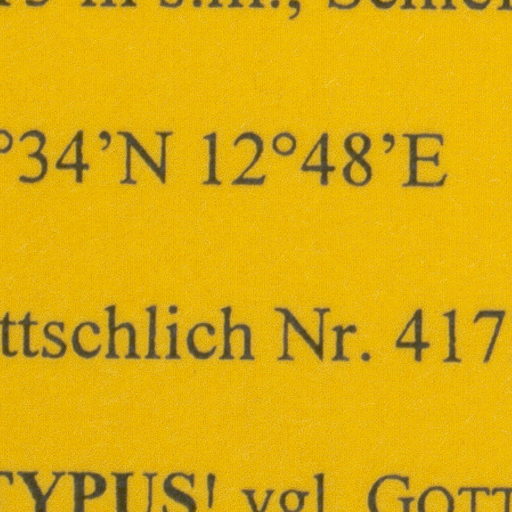 °34’N 12°48’E
ttschlich Nr. 417
TYPUS! vgl. GOTT